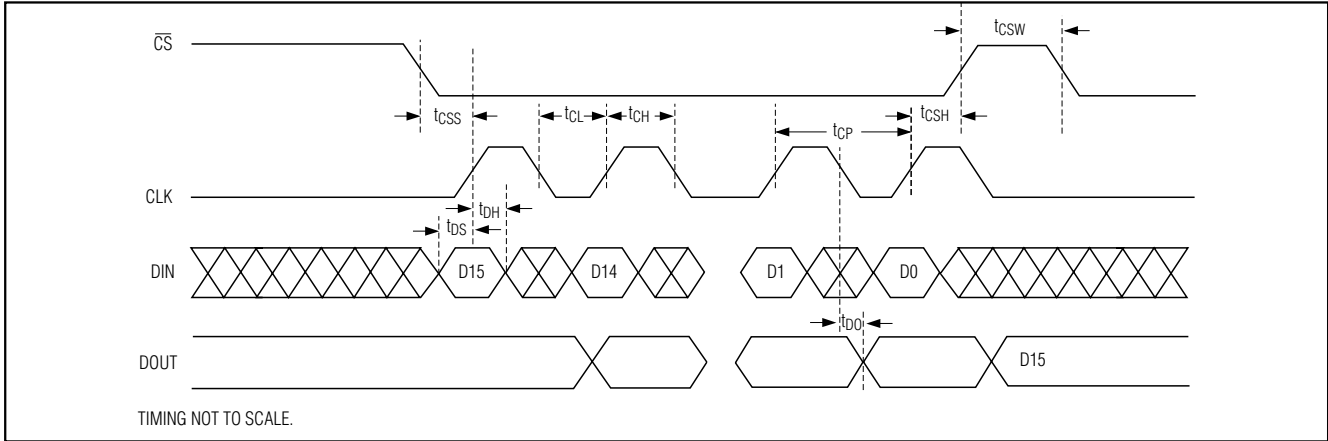 CS
tCSW
tCSS
tCL
tCH
tCP
tCSH
CLK
tDS
tDH
DIN
D15
D14
D1
D0
tDO
DOUT
D15
TIMING NOT TO SCALE.